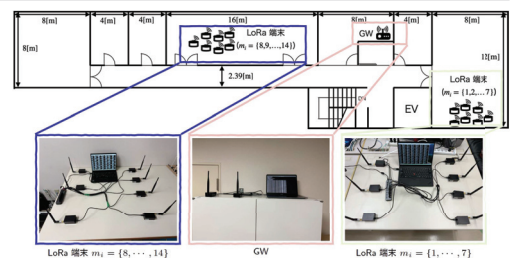 8[m] 4[m] 4[m] 16[m] 8[m] 4[m] 8[m]
LoRa 端末
(m_i = {8,9,…,14})
GW
8[m]
12[m]
2.39[m]
LoRa 端末
(m_i = {1,2,…7})
EV
LoRa 端末 m_i = {8, ⋯ , 14}
GW
LoRa 端末 m_i = {1, ⋯ , 7}